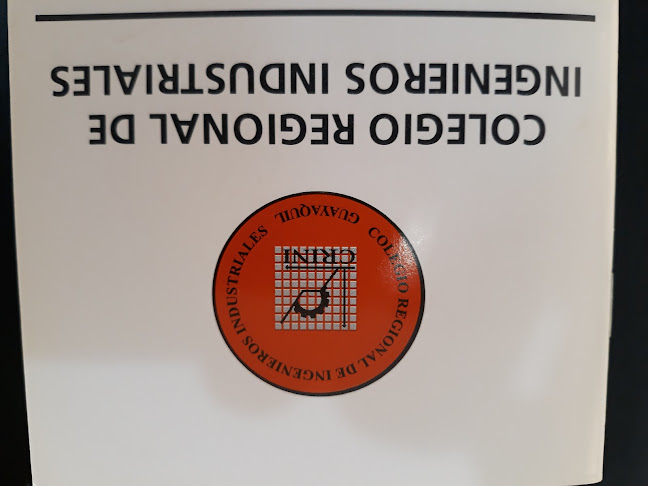 COLEGIO REGIONAL DE INGENIEROS INDUSTRIALES
GUAYAQUIL
CRINI
COLEGIO REGIONAL DE
INGENIEROS INDUSTRIALES